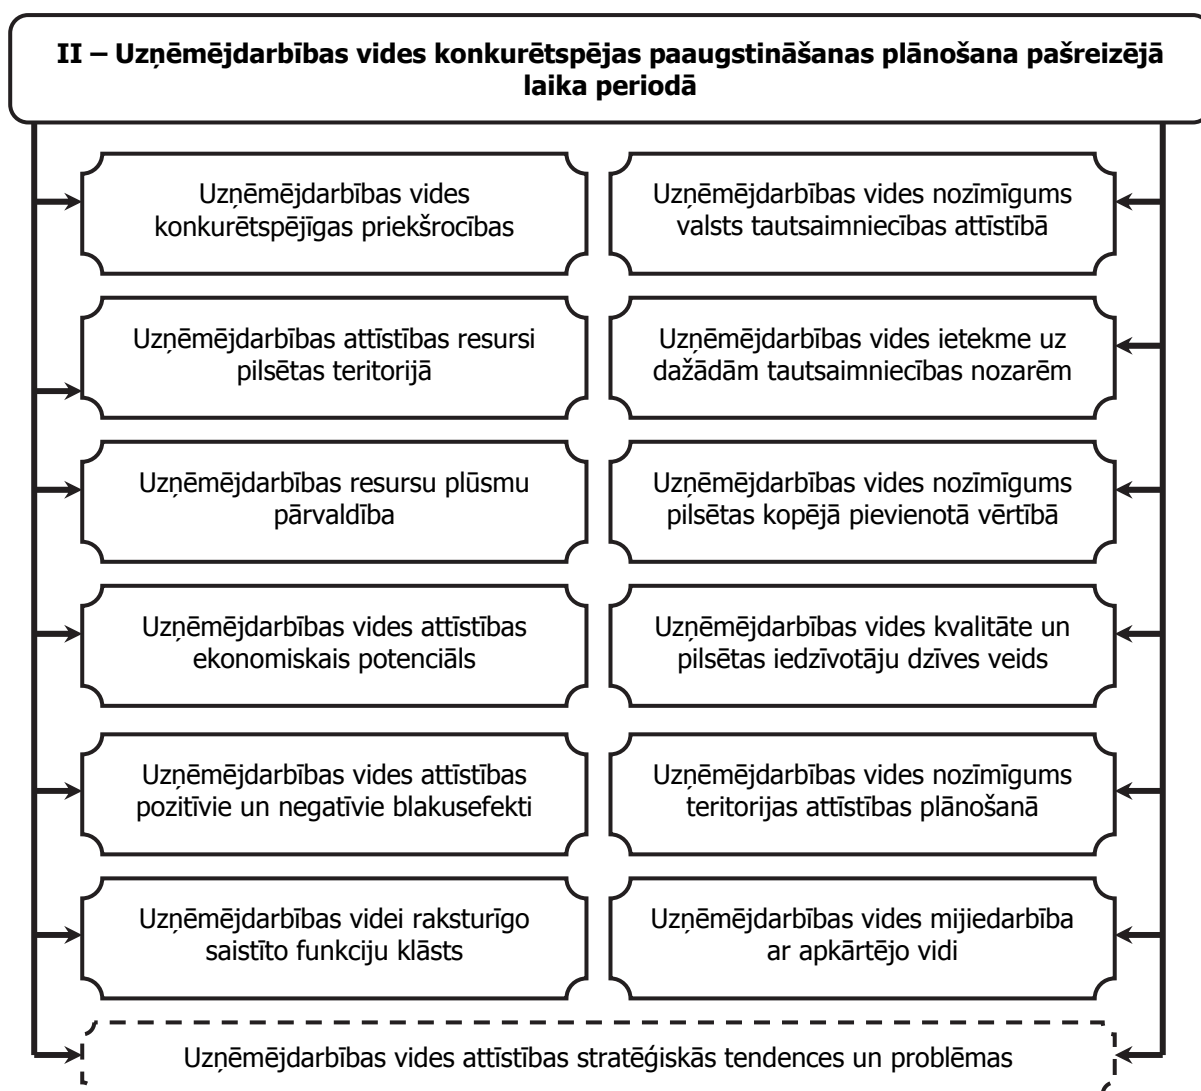 II – Uzņēmējdarbības vides konkurētspējas paaugstināšanas plānošana pašreizējā
laika periodā
Uzņēmējdarbības vides
konkurētspējīgas priekšrocības
Uzņēmējdarbības vides nozīmīgums
valsts tautsaimniecības attīstībā
Uzņēmējdarbības attīstības resursi
pilsētas teritorijā
Uzņēmējdarbības vides ietekme uz
dažādām tautsaimniecības nozarēm
Uzņēmējdarbības resursu plūsmu
pārvaldība
Uzņēmējdarbības vides nozīmīgums
pilsētas kopējā pievienotā vērtībā
Uzņēmējdarbības vides attīstības
ekonomiskais potenciāls
Uzņēmējdarbības vides kvalitāte un
pilsētas iedzīvotāju dzīves veids
Uzņēmējdarbības vides attīstības
pozitīvie un negatīvie blakusefekti
Uzņēmējdarbības vides nozīmīgums
teritorijas attīstības plānošanā
Uzņēmējdarbības videi raksturīgo
saistīto funkciju klāsts
Uzņēmējdarbības vides mijiedarbība
ar apkārtējo vidi
Uzņēmējdarbības vides attīstības stratēģiskās tendences un problēmas